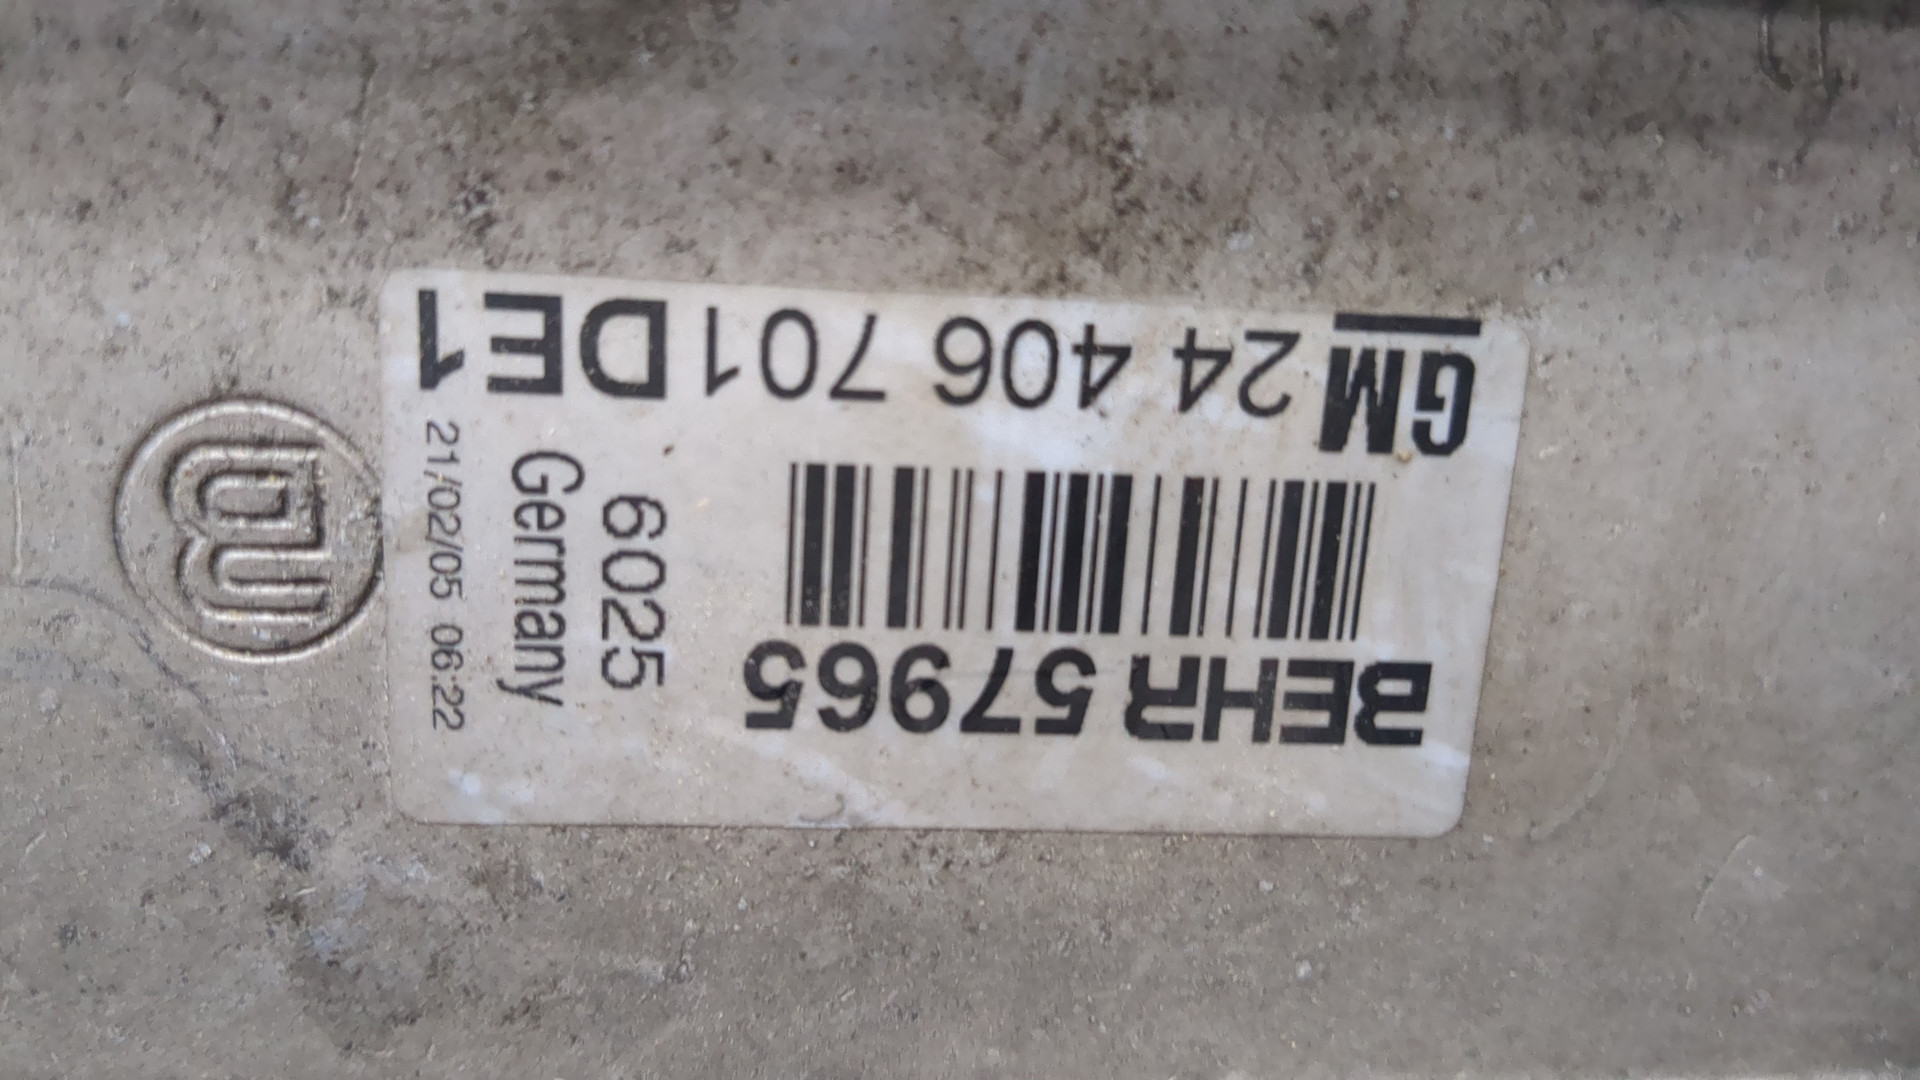 BEHR 57965
GM 24 406 701 DE1
6025
Germany
21/02/05 06:22